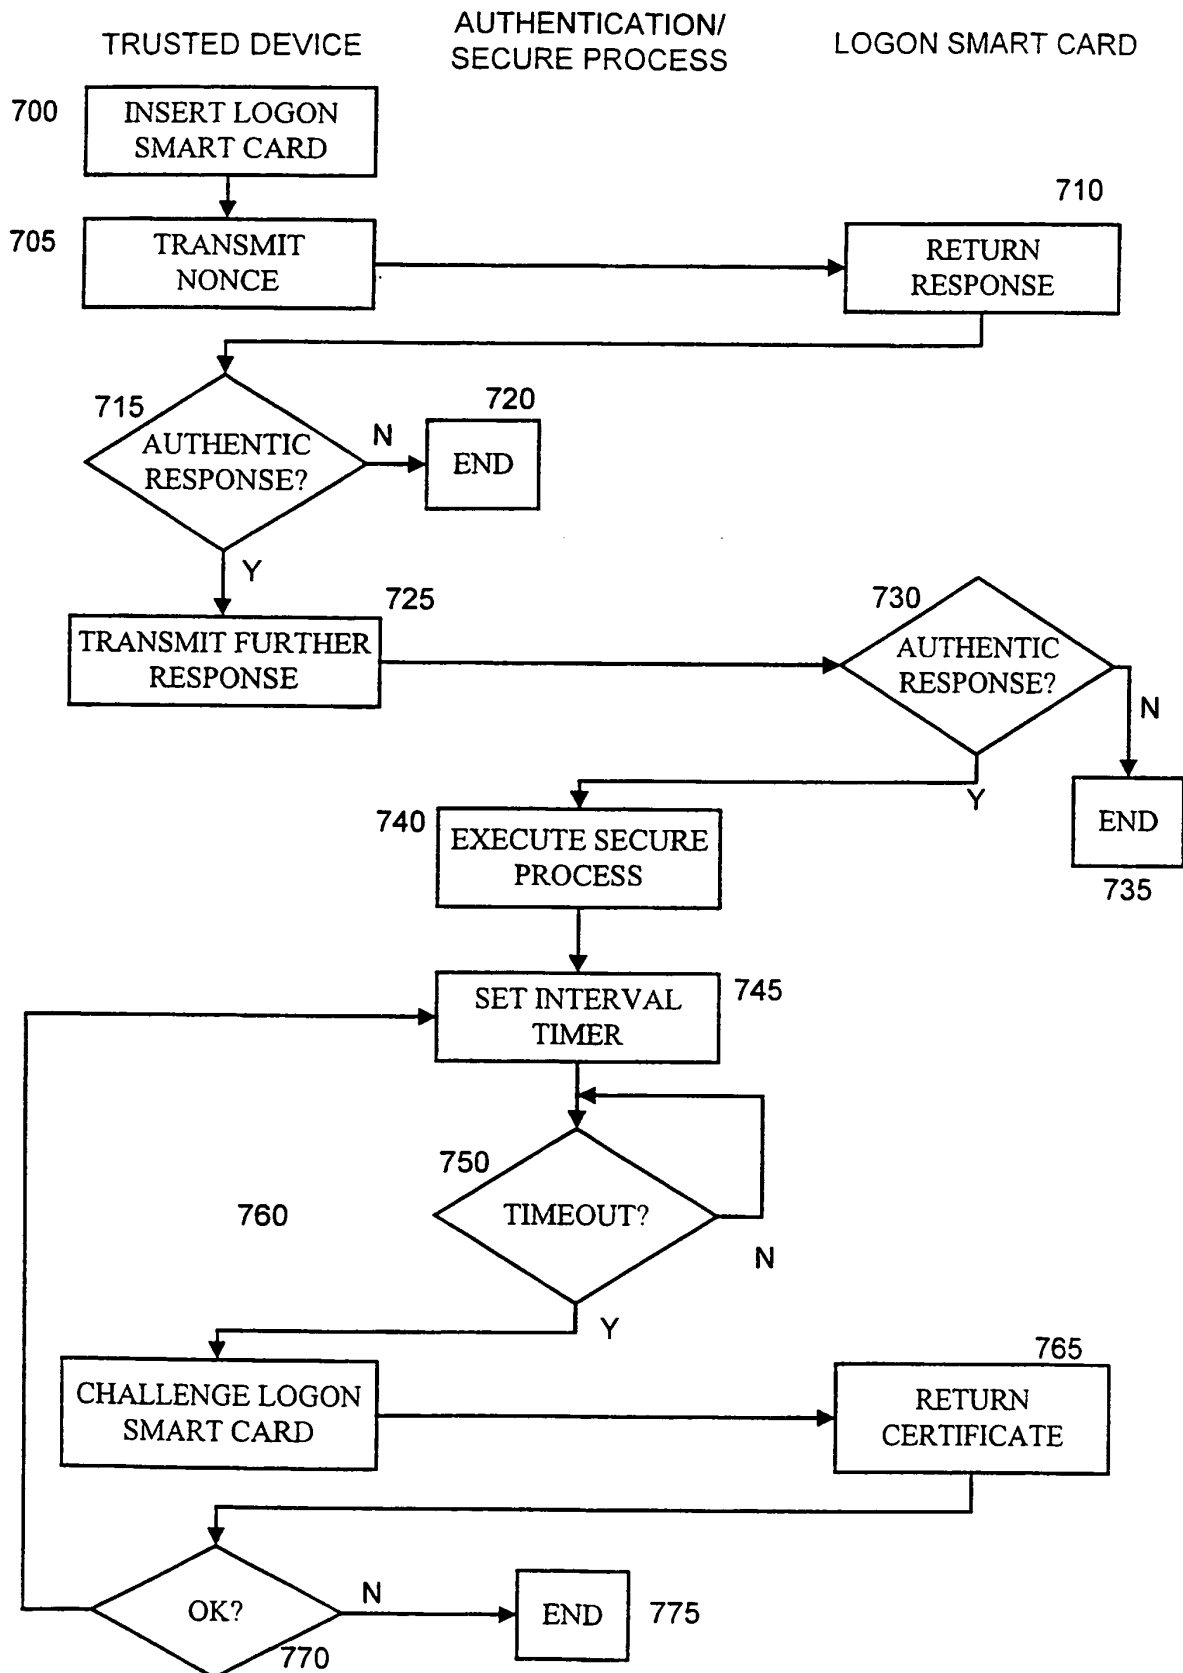 TRUSTED DEVICE
AUTHENTICATION/
SECURE PROCESS
LOGON SMART CARD
700
INSERT LOGON
SMART CARD
705
TRANSMIT
NONCE
710
RETURN
RESPONSE
715
AUTHENTIC
RESPONSE?
N
720
END
Y
725
TRANSMIT FURTHER
RESPONSE
730
AUTHENTIC
RESPONSE?
N
Y
END
735
740
EXECUTE SECURE
PROCESS
745
SET INTERVAL
TIMER
750
TIMEOUT?
N
Y
760
CHALLENGE LOGON
SMART CARD
765
RETURN
CERTIFICATE
OK?
770
N
END
775